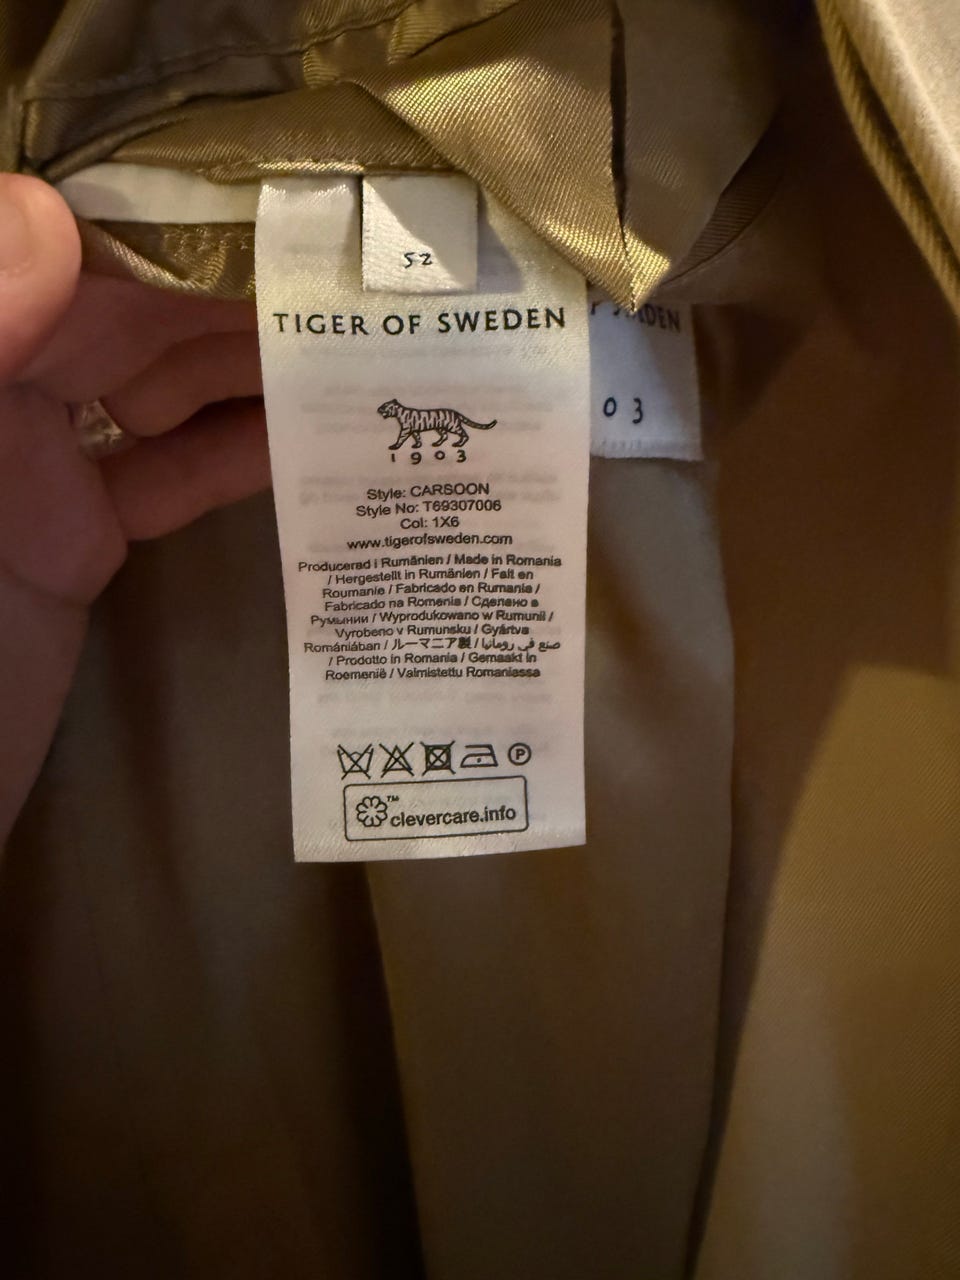 52
TIGER OF SWEDEN
1903
Style: CARSOON
Style No: T69307006
Col: 1X6
www.tigerofsweden.com
Producerad i Rumänien / Made in Romania
/ Hergestellt in Rumänien / Fait en
Roumanie / Fabricado en Rumania /
Fabricado na Romenia / Сделано в
Румынии / Wyprodukowano w Rumunii /
Vyrobeno v Rumunsku / Gyártva
Romániában / ルーマニア製 / صنع في رومانيا
/ Prodotto in Romania / Gemaakt in
Roemenië / Valmistettu Romaniassa
P
™
clevercare.info
EDEN
03